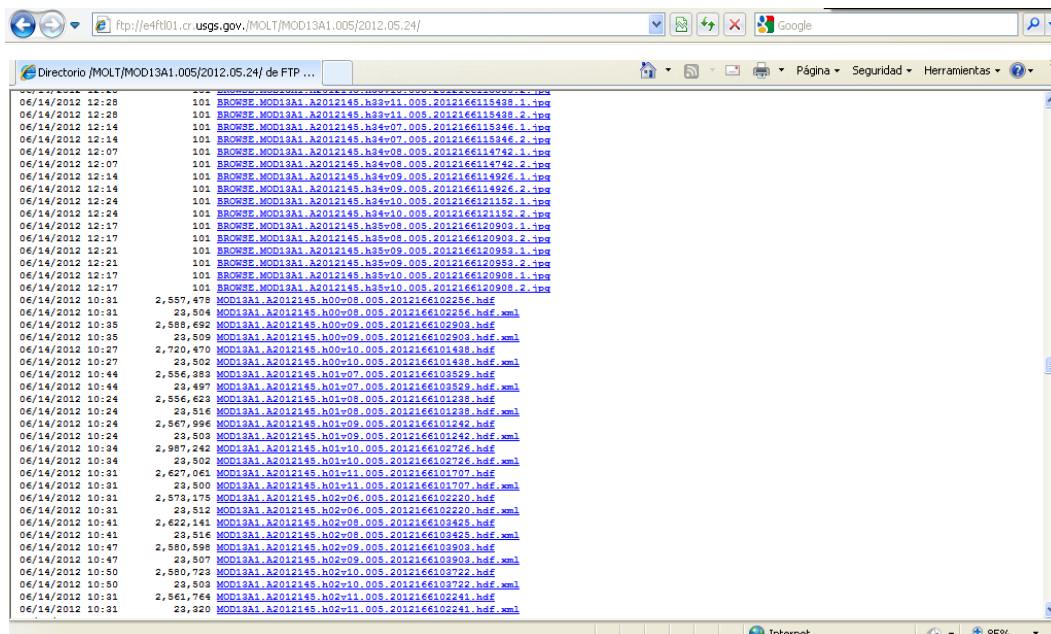 ftp://e4ftl01.cr.usgs.gov./MOLT/MOD13A1.005/2012.05.24/
Google
Directorio /MOLT/MOD13A1.005/2012.05.24/ de FTP ...
Página Seguridad Herramientas
06/14/2012 12:28 101 BROWSE.MOD13A1.A2012145.h33v11.005.2012166115438.1.jpg
06/14/2012 12:28 101 BROWSE.MOD13A1.A2012145.h33v11.005.2012166115438.2.jpg
06/14/2012 12:14 101 BROWSE.MOD13A1.A2012145.h34v07.005.2012166115346.1.jpg
06/14/2012 12:14 101 BROWSE.MOD13A1.A2012145.h34v07.005.2012166115346.2.jpg
06/14/2012 12:07 101 BROWSE.MOD13A1.A2012145.h34v08.005.2012166114742.1.jpg
06/14/2012 12:07 101 BROWSE.MOD13A1.A2012145.h34v08.005.2012166114742.2.jpg
06/14/2012 12:14 101 BROWSE.MOD13A1.A2012145.h34v09.005.2012166114926.1.jpg
06/14/2012 12:14 101 BROWSE.MOD13A1.A2012145.h34v09.005.2012166114926.2.jpg
06/14/2012 12:24 101 BROWSE.MOD13A1.A2012145.h34v10.005.2012166121152.1.jpg
06/14/2012 12:24 101 BROWSE.MOD13A1.A2012145.h34v10.005.2012166121152.2.jpg
06/14/2012 12:17 101 BROWSE.MOD13A1.A2012145.h35v08.005.2012166120903.1.jpg
06/14/2012 12:17 101 BROWSE.MOD13A1.A2012145.h35v08.005.2012166120903.2.jpg
06/14/2012 12:21 101 BROWSE.MOD13A1.A2012145.h35v09.005.2012166120953.1.jpg
06/14/2012 12:21 101 BROWSE.MOD13A1.A2012145.h35v09.005.2012166120953.2.jpg
06/14/2012 12:17 101 BROWSE.MOD13A1.A2012145.h35v10.005.2012166120908.1.jpg
06/14/2012 12:17 101 BROWSE.MOD13A1.A2012145.h35v10.005.2012166120908.2.jpg
06/14/2012 10:31 2,557,478 MOD13A1.A2012145.h00v08.005.2012166102256.hdf
06/14/2012 10:31 23,504 MOD13A1.A2012145.h00v08.005.2012166102256.hdf.xml
06/14/2012 10:35 2,588,692 MOD13A1.A2012145.h00v09.005.2012166102903.hdf
06/14/2012 10:35 23,509 MOD13A1.A2012145.h00v09.005.2012166102903.hdf.xml
06/14/2012 10:27 2,720,470 MOD13A1.A2012145.h00v10.005.2012166101438.hdf
06/14/2012 10:27 23,502 MOD13A1.A2012145.h00v10.005.2012166101438.hdf.xml
06/14/2012 10:44 2,556,383 MOD13A1.A2012145.h01v07.005.2012166103529.hdf
06/14/2012 10:44 23,497 MOD13A1.A2012145.h01v07.005.2012166103529.hdf.xml
06/14/2012 10:24 2,556,623 MOD13A1.A2012145.h01v08.005.2012166101238.hdf
06/14/2012 10:24 23,516 MOD13A1.A2012145.h01v08.005.2012166101238.hdf.xml
06/14/2012 10:24 2,567,996 MOD13A1.A2012145.h01v09.005.2012166101242.hdf
06/14/2012 10:24 23,503 MOD13A1.A2012145.h01v09.005.2012166101242.hdf.xml
06/14/2012 10:34 2,987,242 MOD13A1.A2012145.h01v10.005.2012166102726.hdf
06/14/2012 10:34 23,502 MOD13A1.A2012145.h01v10.005.2012166102726.hdf.xml
06/14/2012 10:31 2,627,061 MOD13A1.A2012145.h01v11.005.2012166101707.hdf
06/14/2012 10:31 23,500 MOD13A1.A2012145.h01v11.005.2012166101707.hdf.xml
06/14/2012 10:31 2,573,175 MOD13A1.A2012145.h02v06.005.2012166102220.hdf
06/14/2012 10:31 23,512 MOD13A1.A2012145.h02v06.005.2012166102220.hdf.xml
06/14/2012 10:41 2,622,141 MOD13A1.A2012145.h02v08.005.2012166103425.hdf
06/14/2012 10:41 23,516 MOD13A1.A2012145.h02v08.005.2012166103425.hdf.xml
06/14/2012 10:47 2,580,598 MOD13A1.A2012145.h02v09.005.2012166103903.hdf
06/14/2012 10:47 23,507 MOD13A1.A2012145.h02v09.005.2012166103903.hdf.xml
06/14/2012 10:50 2,580,723 MOD13A1.A2012145.h02v10.005.2012166103722.hdf
06/14/2012 10:50 23,503 MOD13A1.A2012145.h02v10.005.2012166103722.hdf.xml
06/14/2012 10:31 2,561,764 MOD13A1.A2012145.h02v11.005.2012166102241.hdf
06/14/2012 10:31 23,320 MOD13A1.A2012145.h02v11.005.2012166102241.hdf.xml
Internet 95%